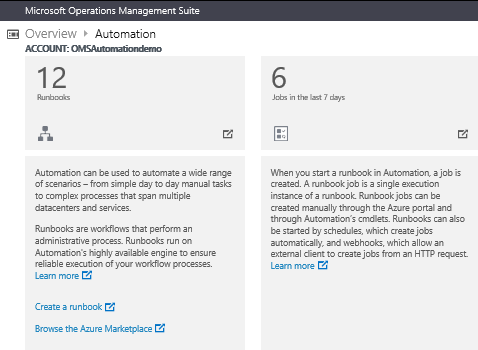 Microsoft Operations Management Suite
Overview Automation
ACCOUNT: OMSAutomationdemo
12
Runbooks
6
Jobs in the last 7 days
Automation can be used to automate a wide range
of scenarios – from simple day to day manual tasks
to complex processes that span multiple
datacenters and services.
Runbooks are workflows that perform an
administrative process. Runbooks run on
Automation's highly available engine to ensure
reliable execution of your workflow processes.
Learn more
Create a runbook
Browse the Azure Marketplace
When you start a runbook in Automation, a job is
created. A runbook job is a single execution
instance of a runbook. Runbook jobs can be
created manually through the Azure portal and
through Automation's cmdlets. Runbooks can also
be started by schedules, which create jobs
automatically, and webhooks, which allow an
external client to create jobs from an HTTP request.
Learn more